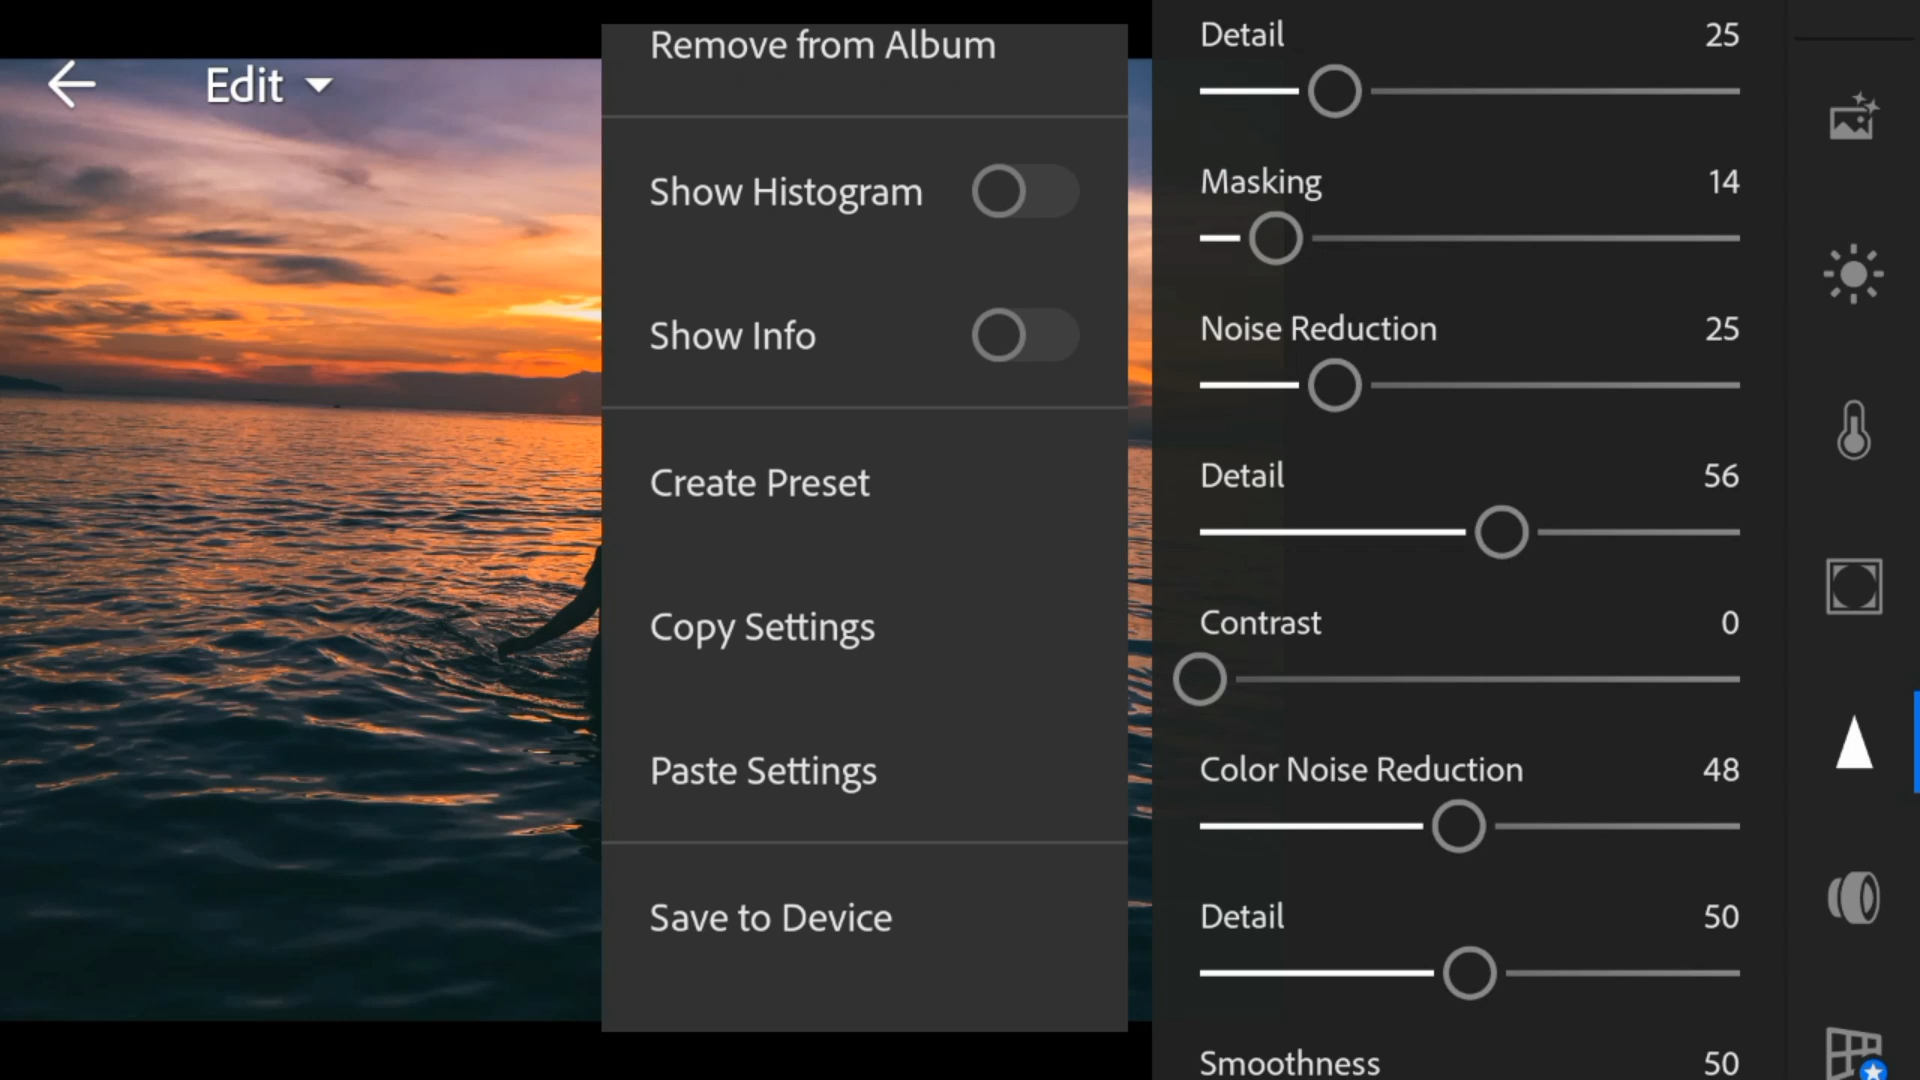 Edit
Remove from Album
Show Histogram
Show Info
Create Preset
Copy Settings
Paste Settings
Save to Device
Detail 25
Masking 14
Noise Reduction 25
Detail 56
Contrast 0
Color Noise Reduction 48
Detail 50
Smoothness 50